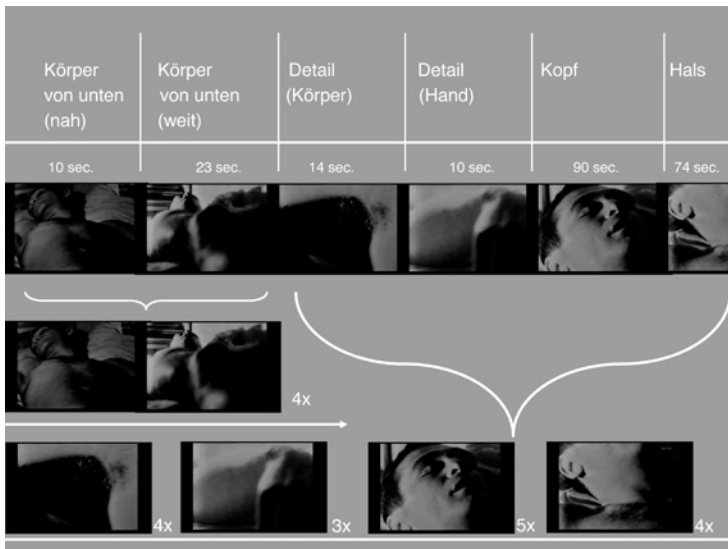 Körper
von unten
(nah)
Körper
von unten
(weit)
Detail
(Körper)
Detail
(Hand)
Kopf
Hals
10 sec.
23 sec.
14 sec.
10 sec.
90 sec.
74 sec.
4x
4x
3x
5x
4x